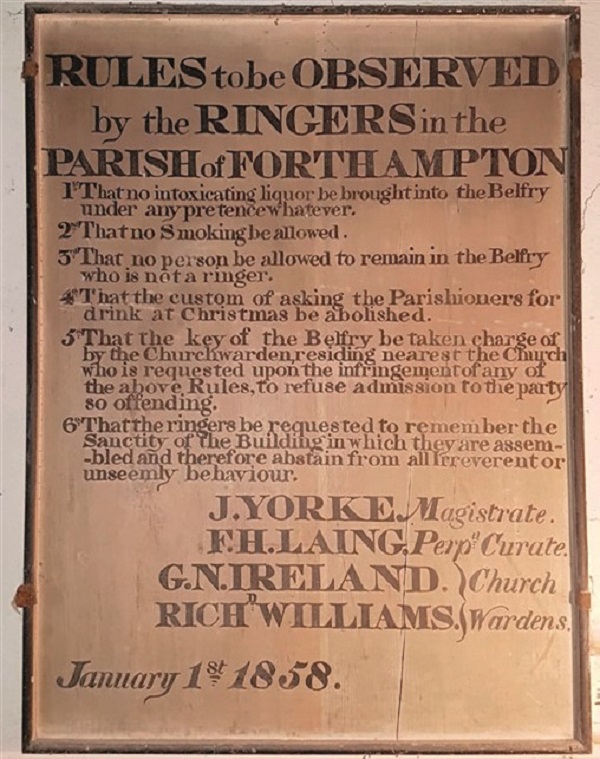 RULES to be OBSERVED
by the RINGERS in the
PARISH of FORTHAMPTON
1st That no intoxicating liquor be brought into the Belfry
under any pretence whatever.
2nd That no Smoking be allowed.
3rd That no person be allowed to remain in the Belfry
who is not a ringer.
4th That the custom of asking the Parishioners for
drink at Christmas be abolished.
5th That the key of the Belfry be taken charge of
by the Churchwarden, residing nearest the Church
who is requested upon the infringement of any of
the above Rules, to refuse admission to the party
so offending.
6th That the ringers be requested to remember the
Sanctity of the Building in which they are assem-
-bled and therefore abstain from all Irreverent or
unseemly behaviour.
J. YORKE, Magistrate.
F.H. LAING, Perpl. Curate.
G.N. IRELAND. } Church
RICHD WILLIAMS. } Wardens.
January 1st 1858.